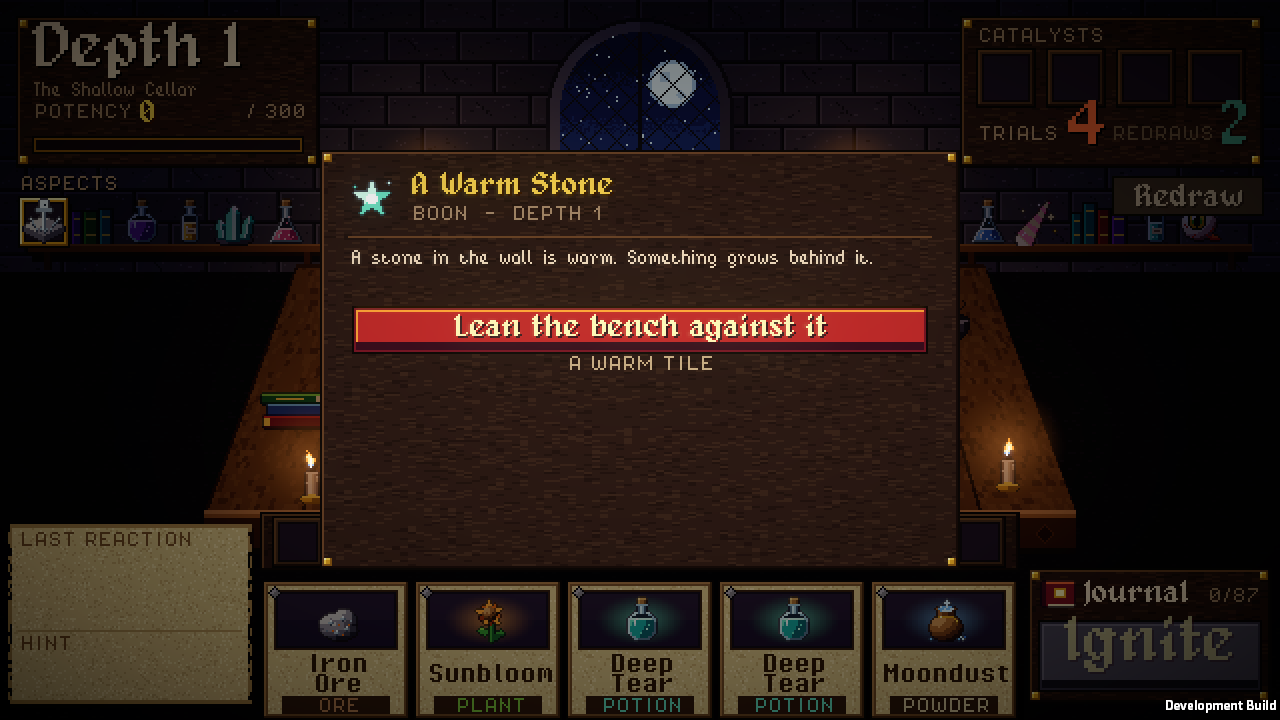 Depth 1
The Shallow Cellar
POTENCY 0 / 300
ASPECTS
CATALYSTS
TRIALS 4 REDRAWS 2
Redraw
A Warm Stone
BOON - DEPTH 1
A stone in the wall is warm. Something grows behind it.
Lean the bench against it
A WARM TILE
LAST REACTION
HINT
Iron
Ore
ORE
Sunbloom
PLANT
Deep
Tear
POTION
Deep
Tear
POTION
Moondust
POWDER
Journal 0/87
Ignite
Development Build